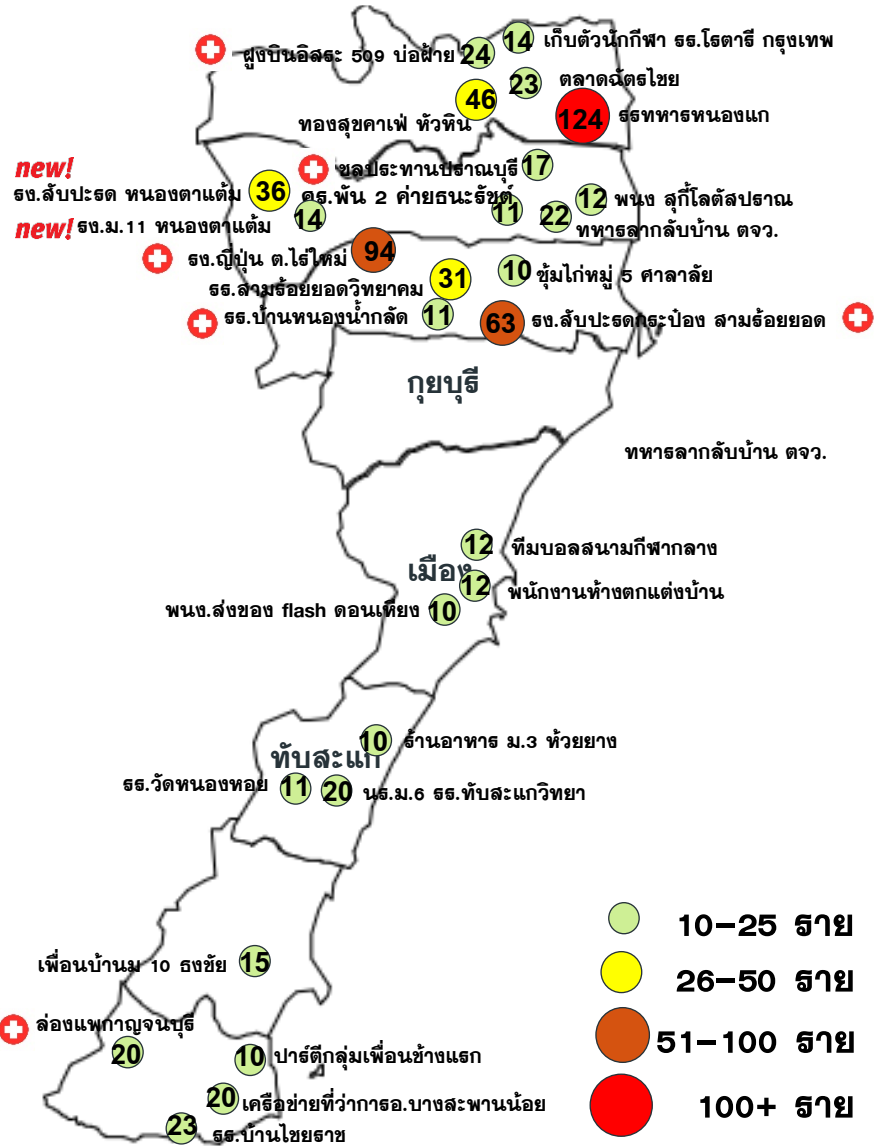 14 เก็บตัวนักกีฬา รร.โรตารี กรุงเทพ
ฝูงบินอิสระ 509 บ่อฝ้าย 24
23 ตลาดฉัตรไชย
46
ทองสุขคาเฟ่ หัวหิน
124 รร.ทหารหนองแก
new!
ชลประทานปราณบุรี 17
รง.สับปะรด หนองตาแต้ม 36
ศร.พัน 2 ค่ายธนะรัชต์ 11
12 พนง สุกี้โลตัสปราณ
new! รง.ม.11 หนองตาแต้ม 14
22 ทหารลากลับบ้าน ตจว.
รง.ญี่ปุ่น ต.ไร่ใหม่ 94
10 ซุ้มไก่หมู่ 5 ศาลาลัย
รร.สามร้อยยอดวิทยาคม 31
รร.บ้านหนองน้ำกลัด 11
63 รง.สับปะรดกระป๋อง สามร้อยยอด
กุยบุรี
ทหารลากลับบ้าน ตจว.
12 ทีมบอลสนามกีฬากลาง
เมือง
12 พนักงานห้างตกแต่งบ้าน
พนง.ส่งของ flash ดอนเหียง 10
10 ร้านอาหาร ม.3 ห้วยยาง
ทับสะแก
รร.วัดหนองหอย 11
20 นร.ม.6 รร.ทับสะแกวิทยา
เพื่อนบ้านม 10 ธงชัย 15
ล่องแพกาญจนบุรี
20
10 ปาร์ตีกลุ่มเพื่อนข้างแรก
20 เครือข่ายที่ว่าการอ.บางสะพานน้อย
23 รร.บ้านไชยราช
10-25 ราย
26-50 ราย
51-100 ราย
100+ ราย